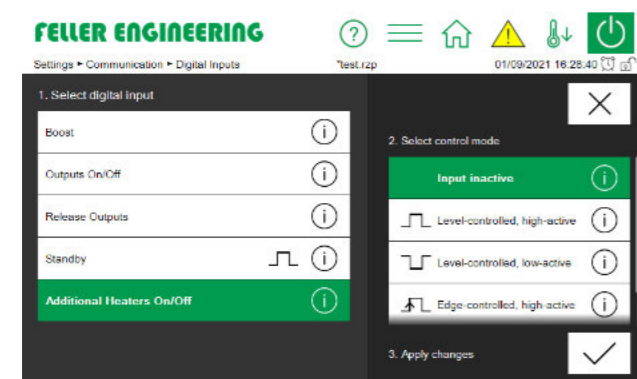 FELLER ENGINEERING
Settings ► Communication ► Digital Inputs
*test.rzp
01/09/2021 16:28:40
1. Select digital input
Boost
Outputs On/Off
Release Outputs
Standby
Additional Heaters On/Off
2. Select control mode
Input inactive
Level-controlled, high-active
Level-controlled, low-active
Edge-controlled, high-active
3. Apply changes